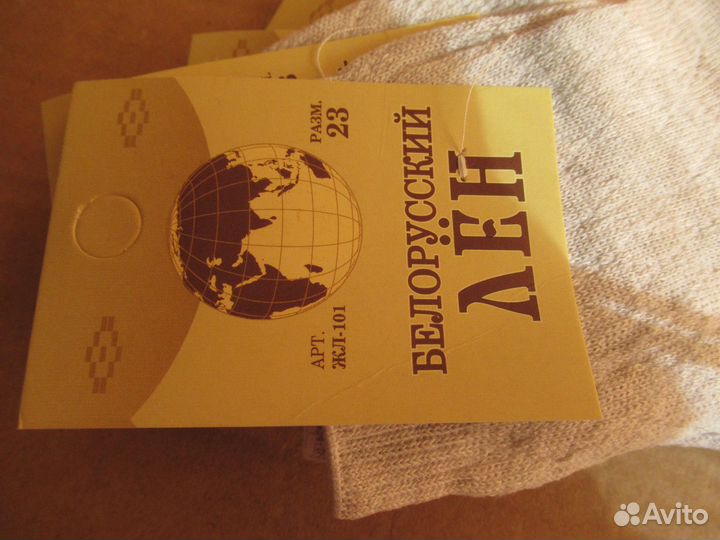 АРТ.
ЖЛ-101
РАЗМ.
23
БЕЛОРУССКИЙ
ЛЁН
Avito